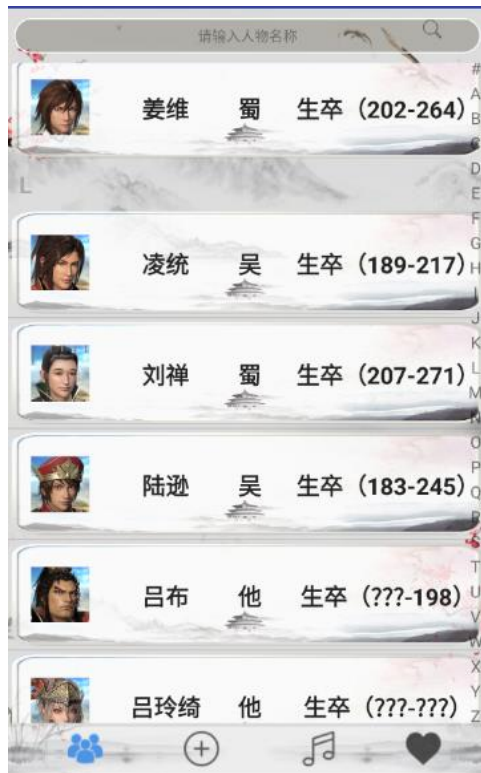 请输入人物名称
姜维 蜀 生卒（202-264）
L
凌统 吴 生卒（189-217）
刘禅 蜀 生卒（207-271）
陆逊 吴 生卒（183-245）
吕布 他 生卒（???-198）
吕玲绮 他 生卒（???-???）
#
A
B
C
D
E
F
G
H
I
J
K
L
M
N
O
P
Q
R
S
T
U
V
W
X
Y
Z